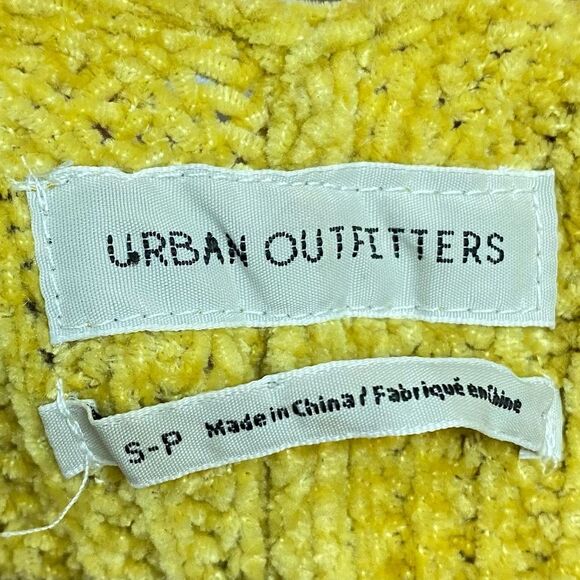 URBAN OUTFITTERS
S-P Made in China / Fabriqué en Chine